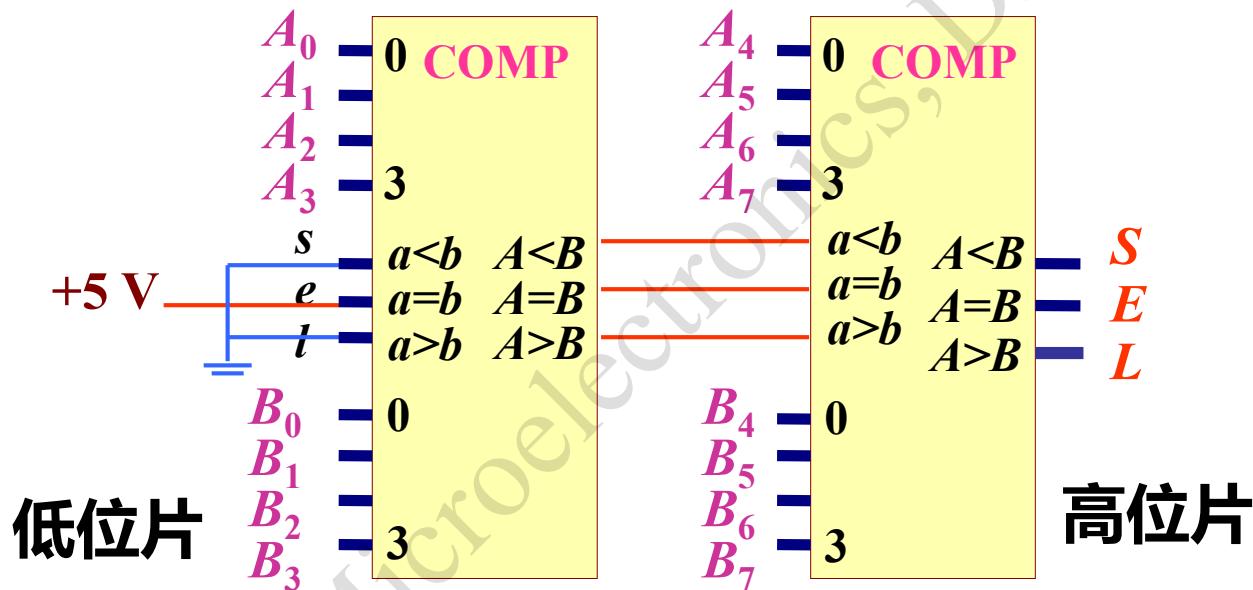 A0 0 COMP A4 0 COMP
A1 A5
A2 A6
A3 3 A7 3
s a<b A<B a<b A<B S
+5 V e a=b A=B a=b A=B E
l a>b A>B a>b A>B L
B0 0 B4 0
B1 B5
低位片 B2 B6 高位片
B3 3 B7 3
Microelectronics, D